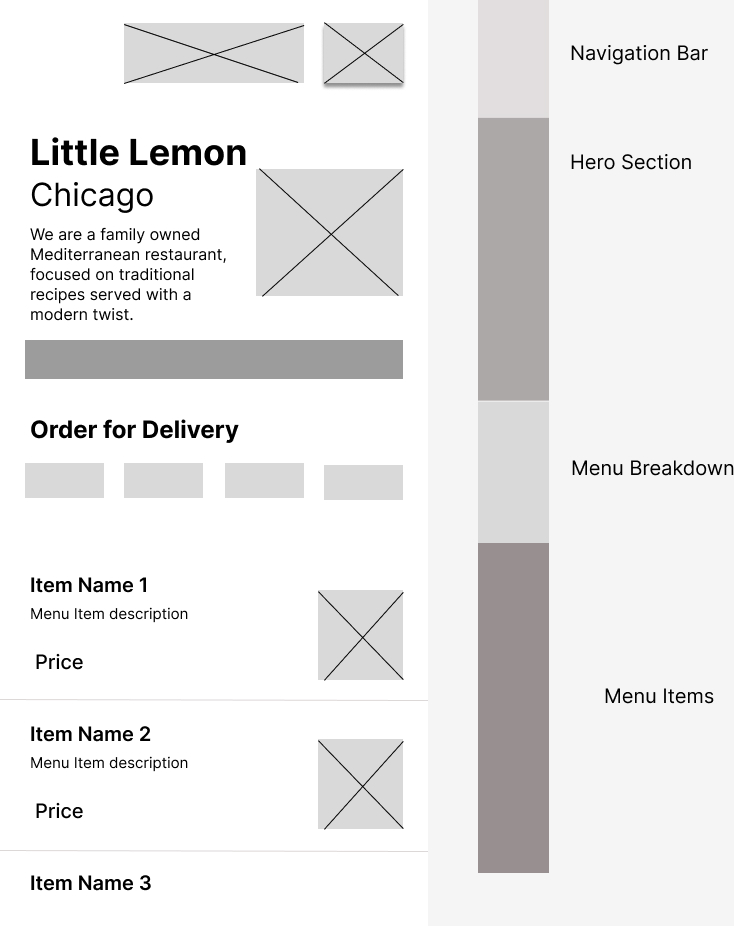 Navigation Bar
Little Lemon
Hero Section
Chicago
We are a family owned
Mediterranean restaurant,
focused on traditional
recipes served with a
modern twist.
Order for Delivery
Menu Breakdown
Item Name 1
Menu Item description
Price
Menu Items
Item Name 2
Menu Item description
Price
Item Name 3